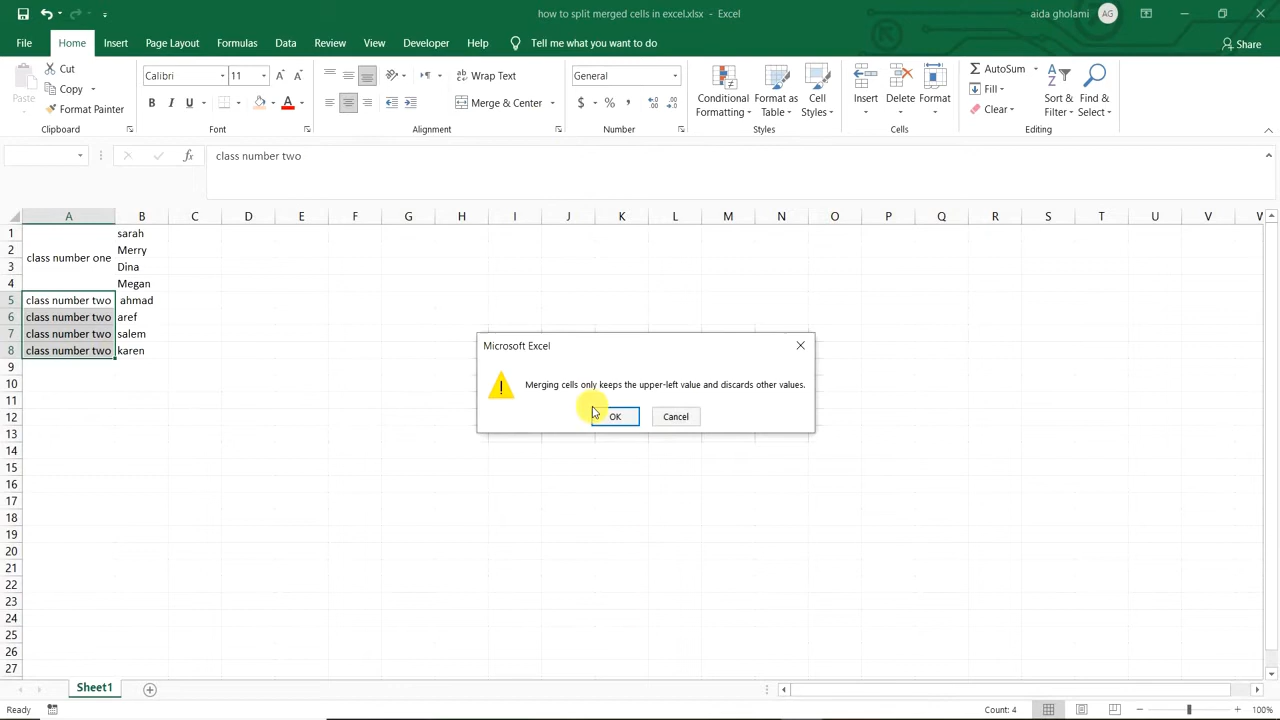 how to split merged cells in excel.xlsx - Excel
aida gholami AG
File Home Insert Page Layout Formulas Data Review View Developer Help Tell me what you want to do Share
Paste
Cut
Copy
Format Painter
Clipboard
Calibri 11
B I U A
Font
Wrap Text
Merge & Center
Alignment
General
$ % ,
Number
Conditional Formatting
Format as Table
Cell Styles
Styles
Insert Delete Format
Cells
AutoSum
Fill
Clear
Sort & Filter
Find & Select
Editing
fx class number two
A B C D E F G H I J K L M N O P Q R S T U V W
1 sarah
2 Merry
class number one
3 Dina
4 Megan
5 class number two ahmad
6 class number two aref
7 class number two salem
8 class number two karen
9
10
11
12
13
14
15
16
17
18
19
20
21
22
23
24
25
26
27
Microsoft Excel
Merging cells only keeps the upper-left value and discards other values.
OK Cancel
Sheet1
Ready Count: 4 100%